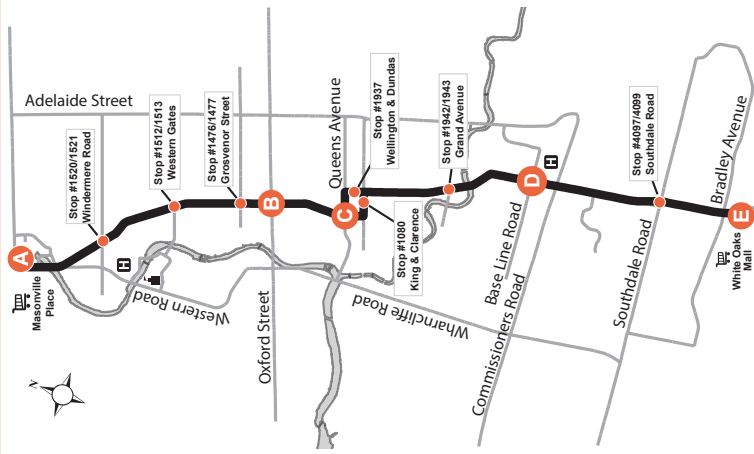 Adelaide Street
Stop #1520/1521
Windermere Road
Stop #1512/1513
Western Gates
Stop #1476/1477
Grosvenor Street
Queens Avenue
Stop #1937
Wellington & Dundas
Stop #1942/1943
Grand Avenue
Stop #4097/4099
Southdale Road
Bradley Avenue
A
B
C
D
E
Masonville
Place
H
Western Road
Oxford Street
Stop #1080
King & Clarence
Wharncliffe Road
Base Line Road
Commissioners Road
H
Southdale Road
White Oaks
Mall
N